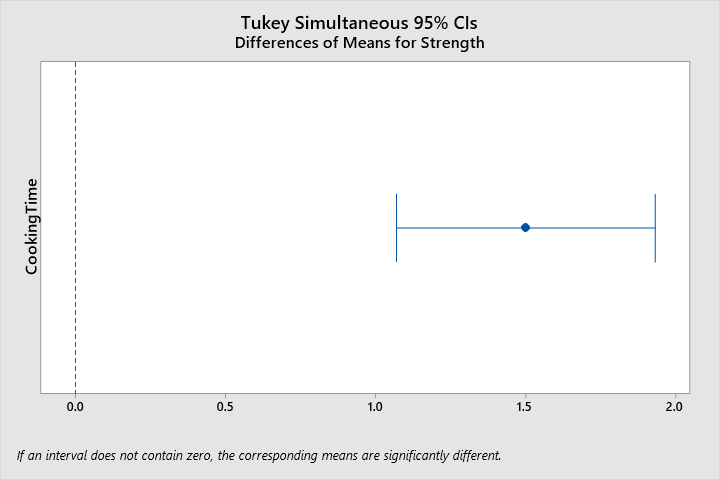 Tukey Simultaneous 95% CIs
Differences of Means for Strength
CookingTime
0.0 0.5 1.0 1.5 2.0
If an interval does not contain zero, the corresponding means are significantly different.